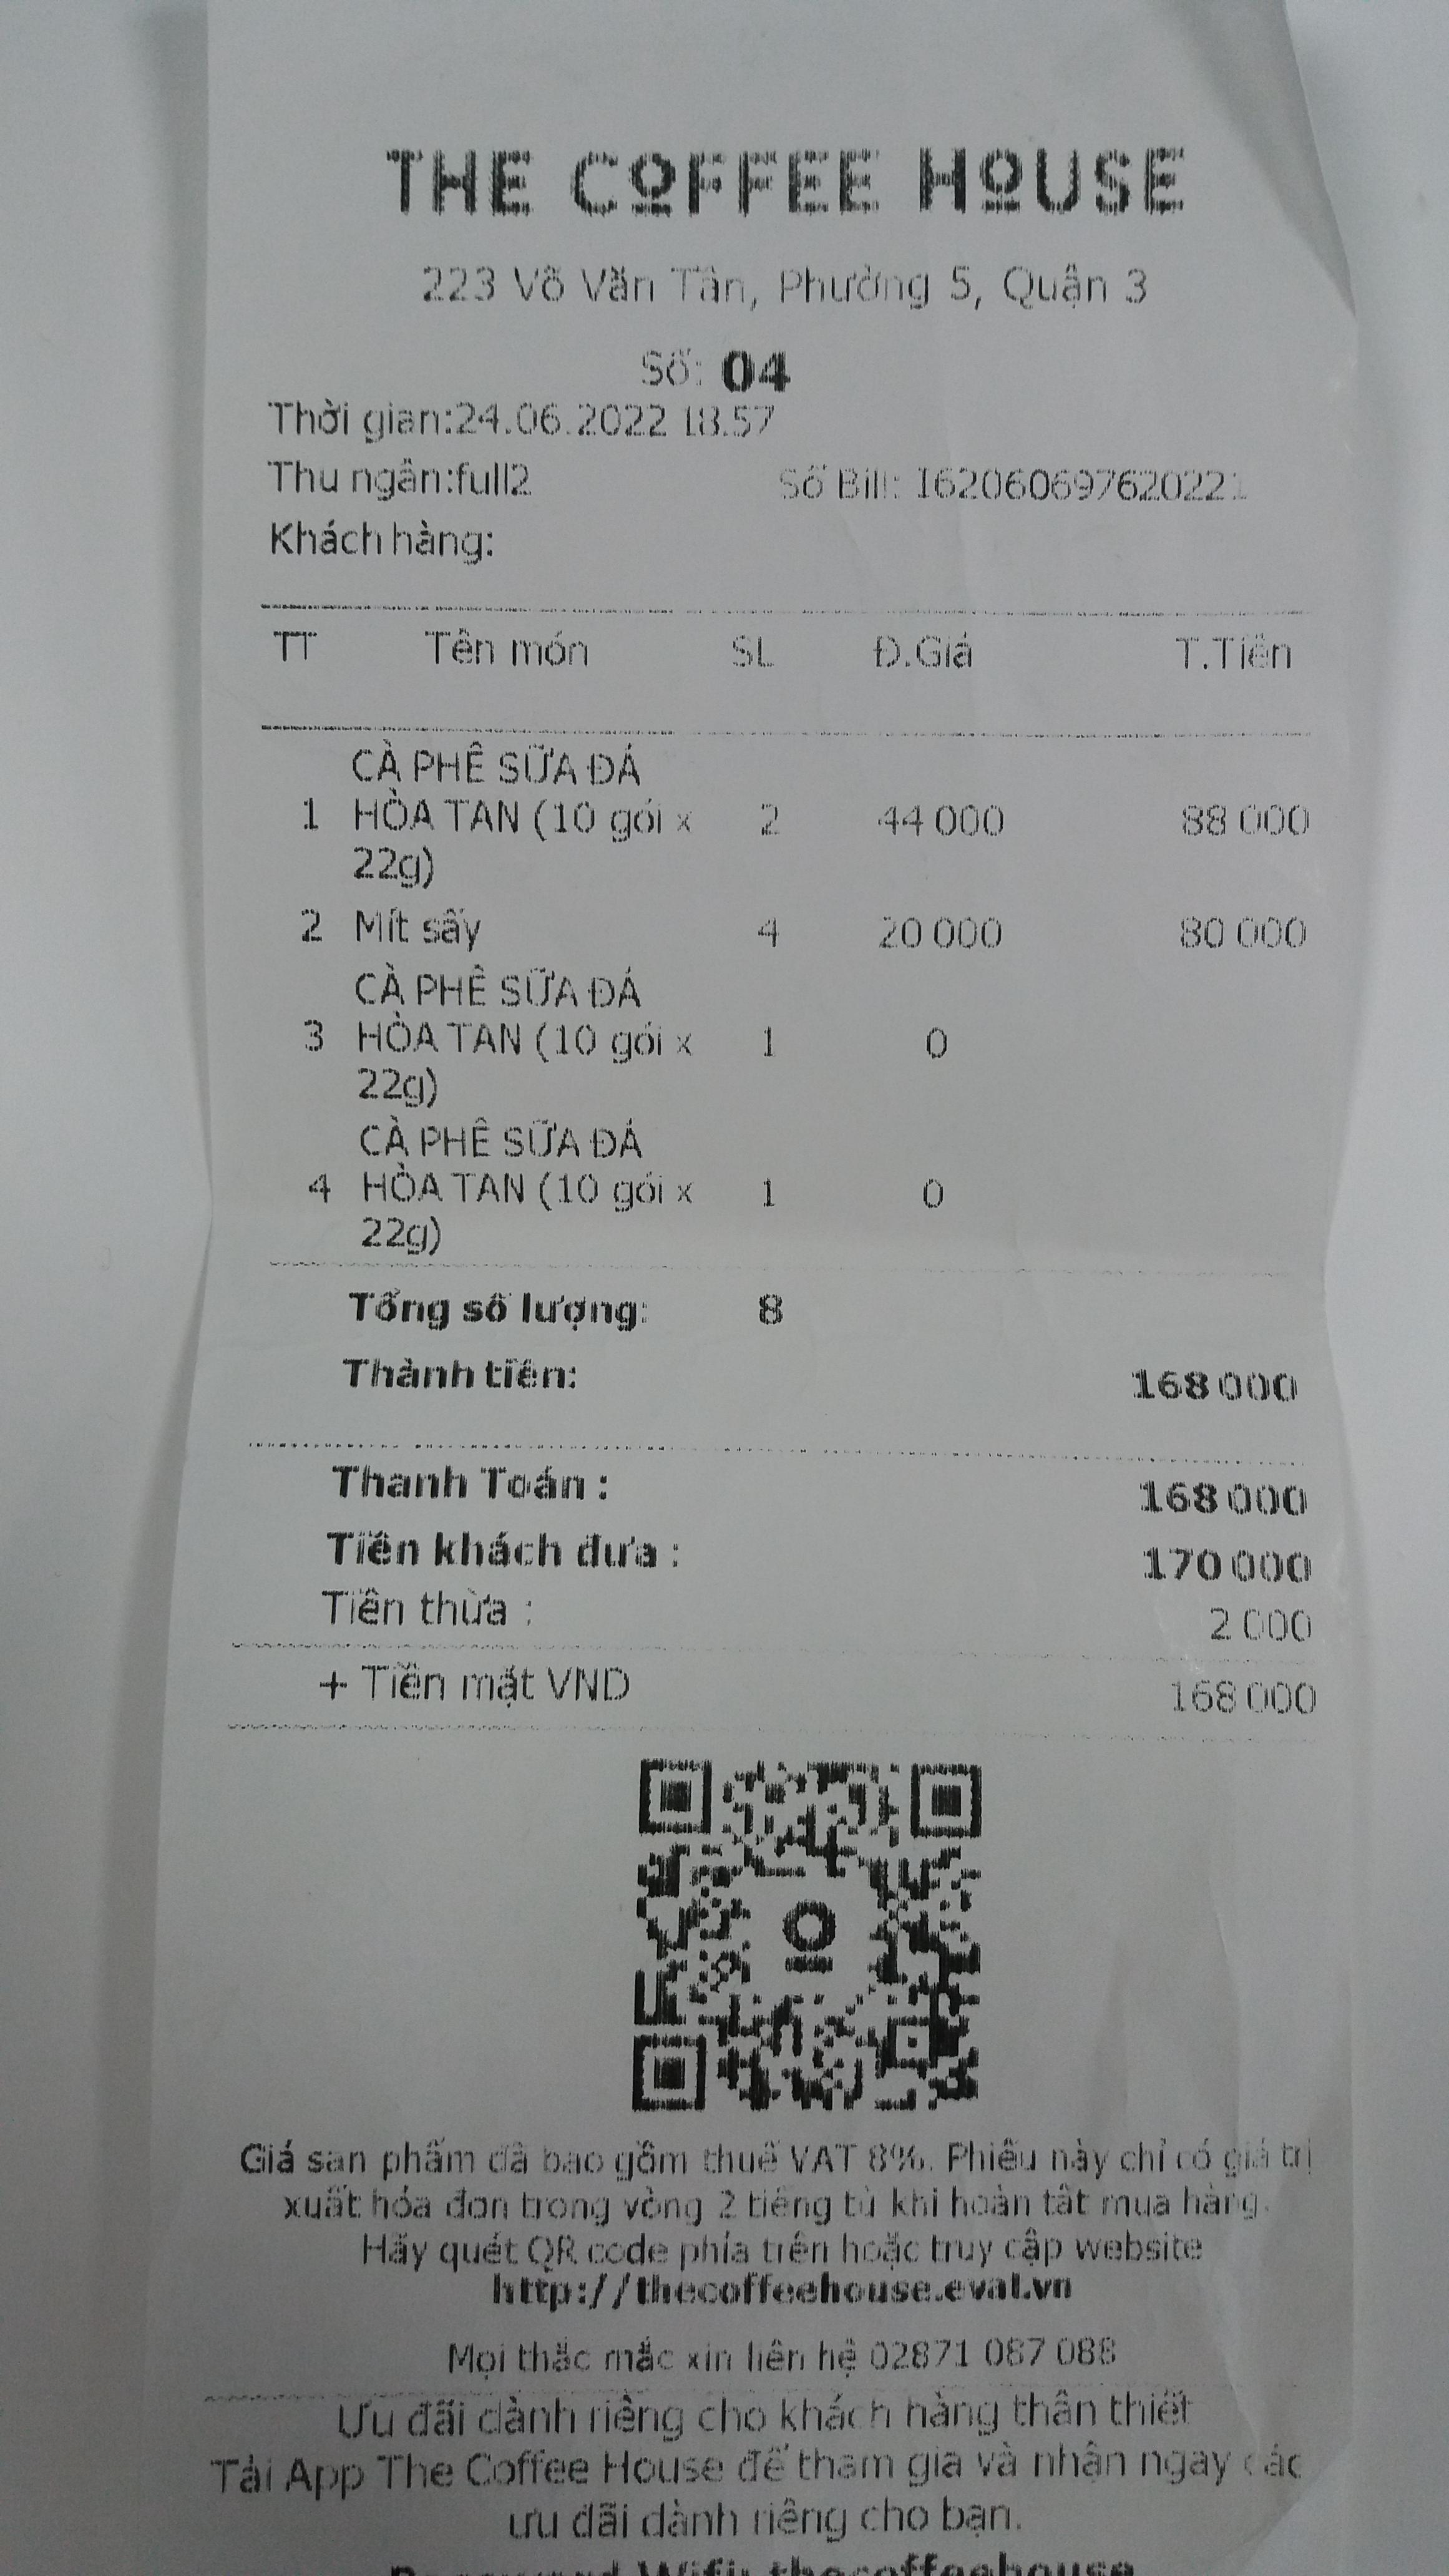 THE COFFEE HOUSE
223 Võ Văn Tần, Phường 5, Quận 3
Số: 04
Thời gian:24.06.2022 18.57
Thu ngân:full2 Số Bill: I620606976202221
Khách hàng:
TT Tên món SL Đ.Giá T.Tiền
CÀ PHÊ SỮA ĐÁ
1 HÒA TAN (10 gói x 2 44 000 88 000
22g)
2 Mít sấy 4 20 000 80 000
CÀ PHÊ SỮA ĐÁ
3 HÒA TAN (10 gói x 1 0
22g)
CÀ PHÊ SỮA ĐÁ
4 HÒA TAN (10 gói x 1 0
22g)
Tổng số lượng: 8
Thành tiền: 168 000
Thanh Toán : 168 000
Tiền khách đưa : 170 000
Tiền thừa : 2 000
+ Tiền mặt VND 168 000
Giá sản phẩm đã bao gồm thuế VAT 8%. Phiếu này chỉ có giá trị
xuất hóa đơn trong vòng 2 tiếng từ khi hoàn tất mua hàng.
Hãy quét QR code phía trên hoặc truy cập website
http://thecoffeehouse.eval.vn
Mọi thắc mắc xin liên hệ 02871 087 088
Ưu đãi dành riêng cho khách hàng thân thiết
Tải App The Coffee House để tham gia và nhận ngay các
ưu đãi dành riêng cho bạn.
Password Wifi: thecoffeehouse